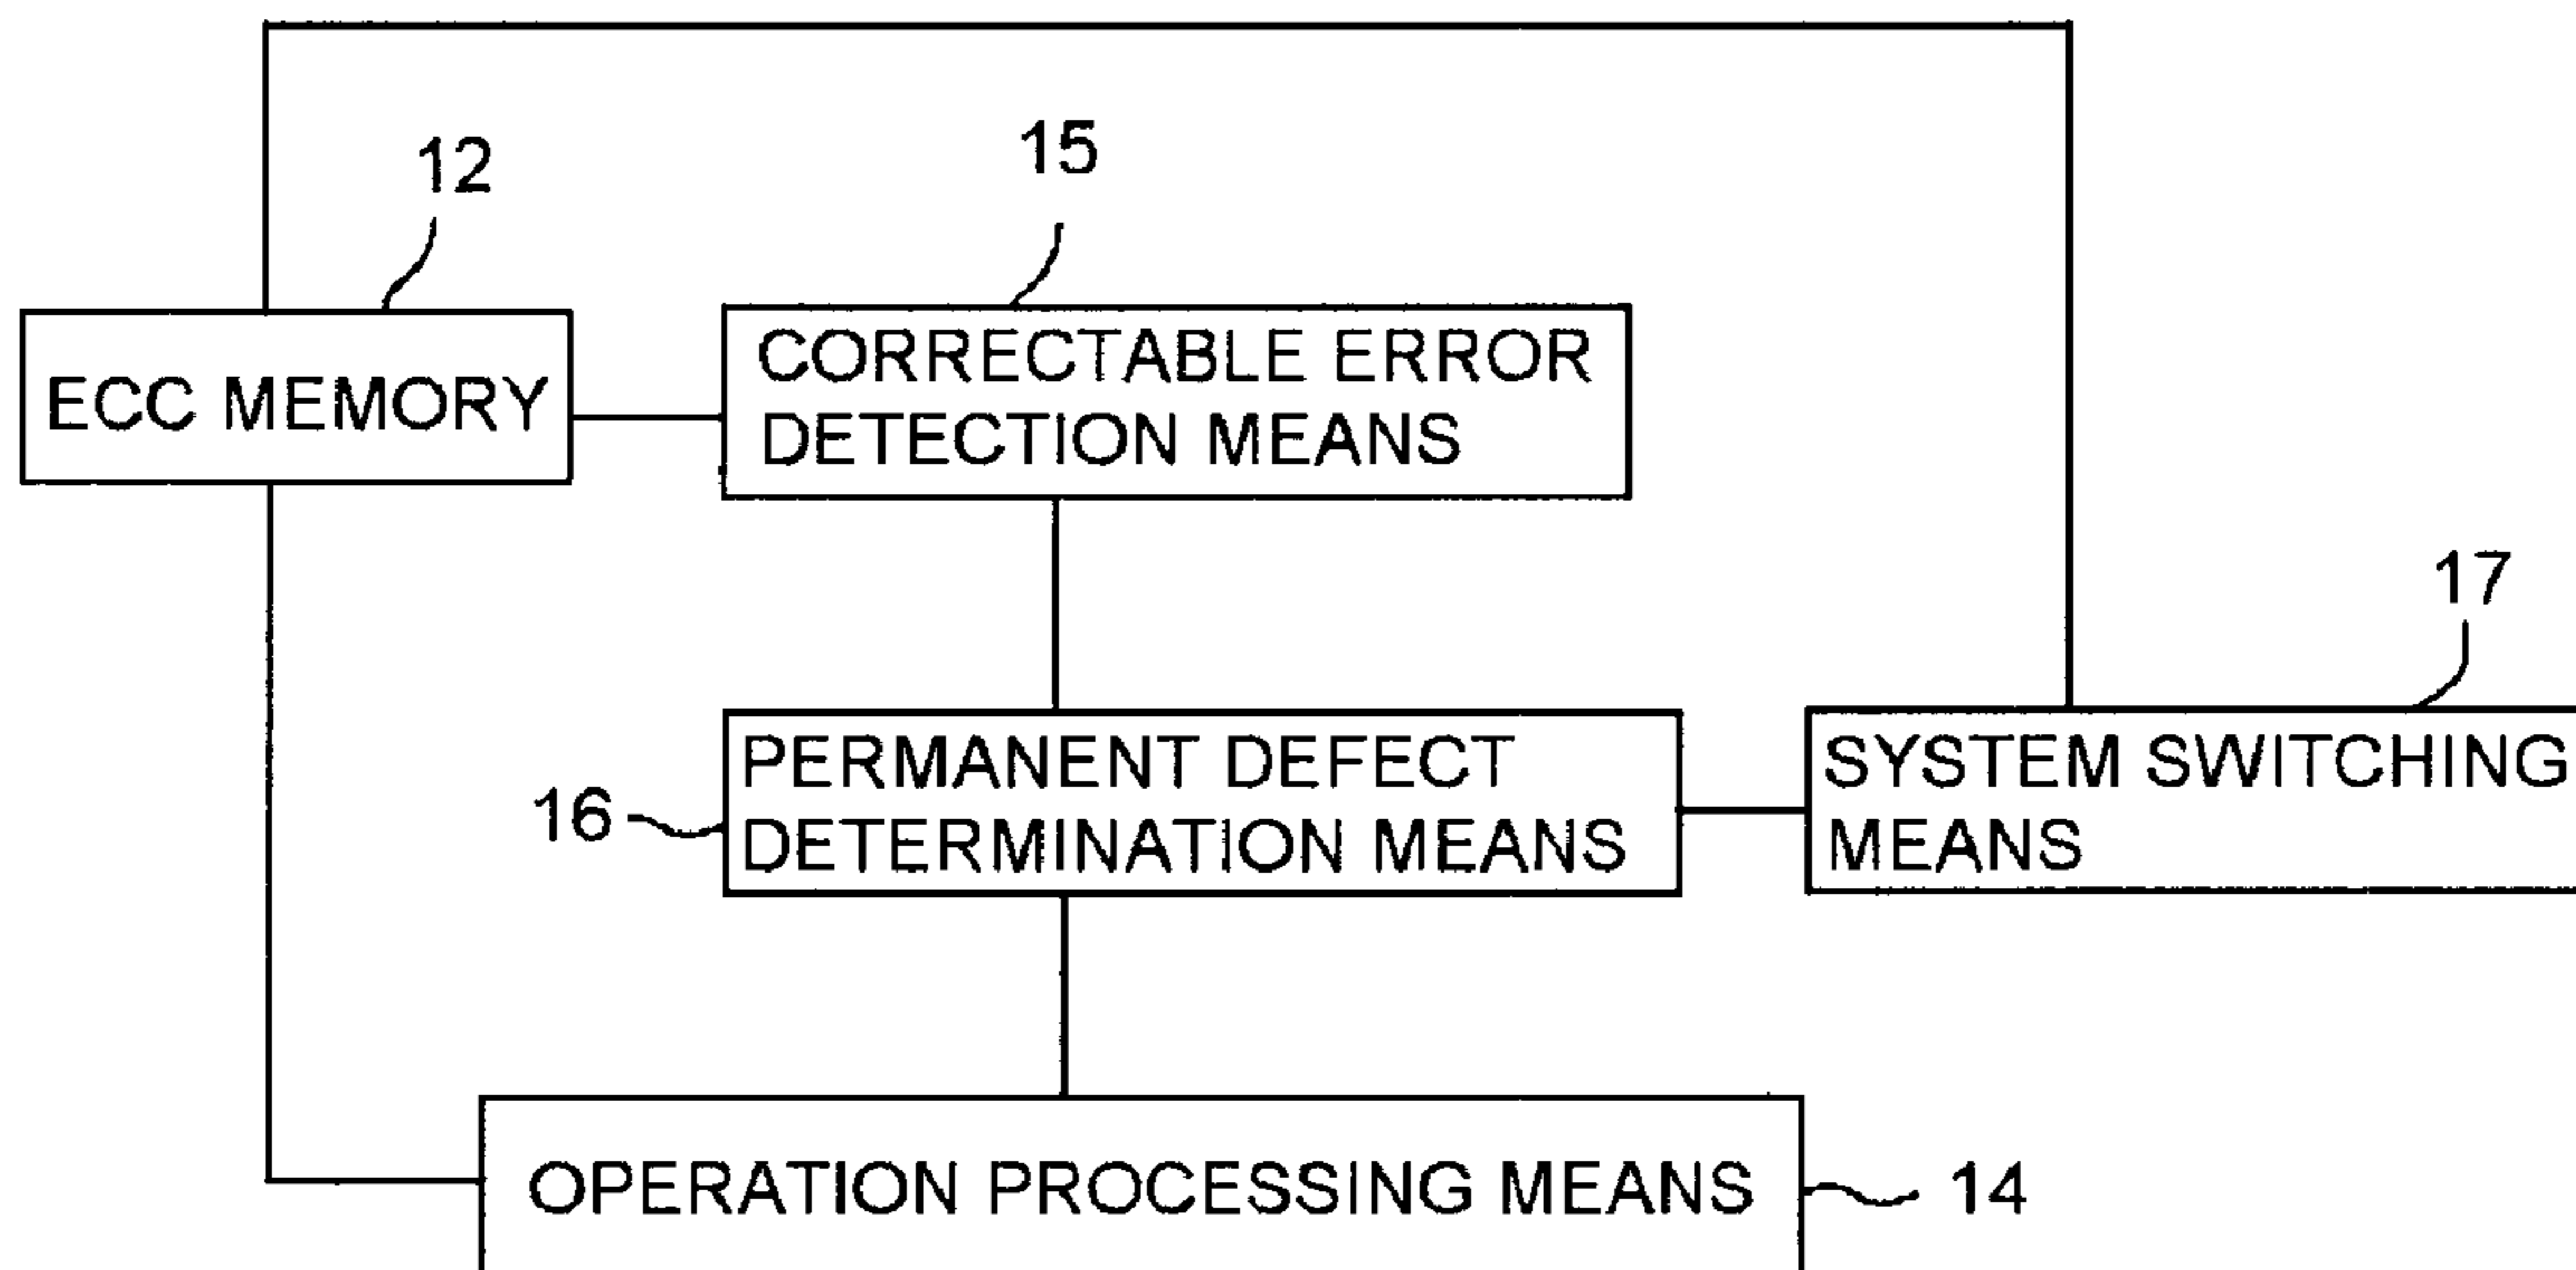 12
15
ECC MEMORY
CORRECTABLE ERROR
DETECTION MEANS
17
16
PERMANENT DEFECT
DETERMINATION MEANS
SYSTEM SWITCHING
MEANS
OPERATION PROCESSING MEANS
14